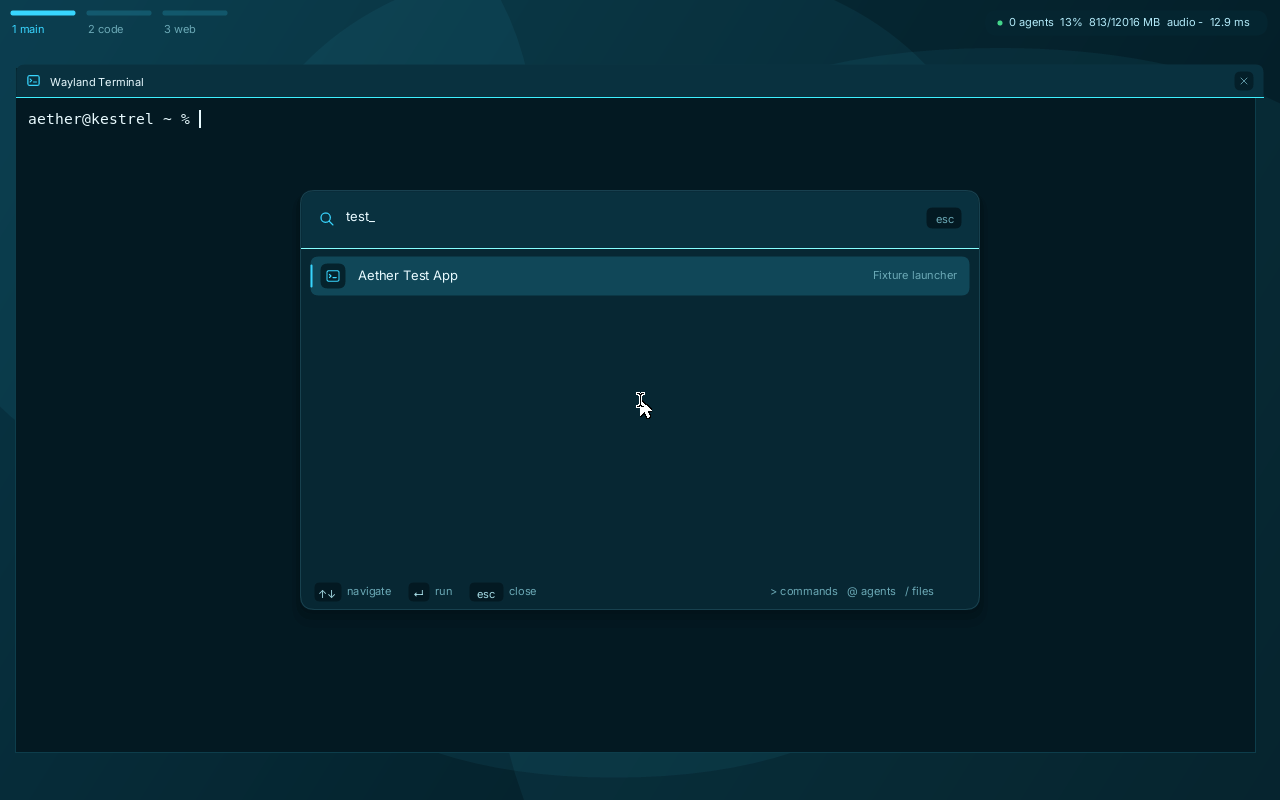 1 main
2 code
3 web
0 agents 13% 813/12016 MB audio - 12.9 ms
Wayland Terminal
aether@kestrel ~ %
test_
esc
Aether Test App
Fixture launcher
↑↓ navigate ↵ run esc close
> commands @ agents / files